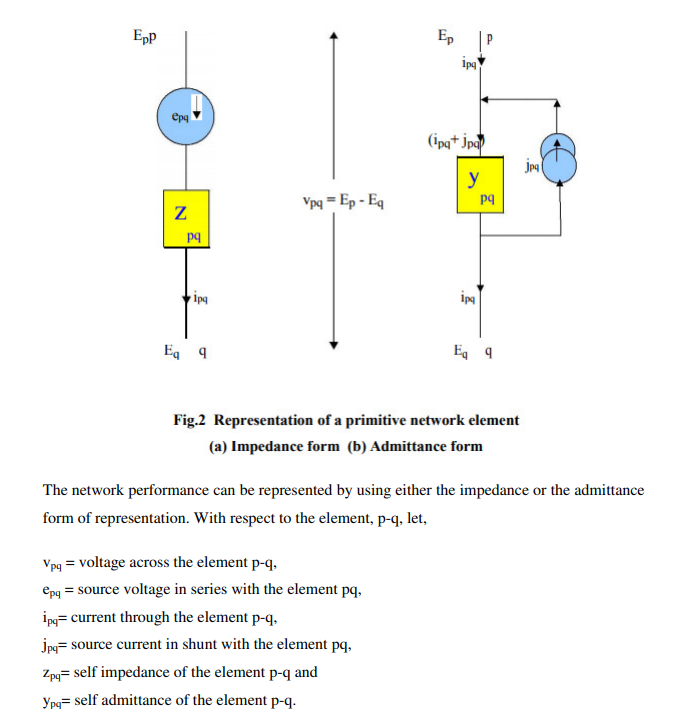 Epp
Ep p
ipq
epq
(ipq+ jpq)
jpq
y
pq
z
pq
vpq = Ep - Eq
ipq
ipq
Eq q
Eq q
Fig.2 Representation of a primitive network element
(a) Impedance form (b) Admittance form
The network performance can be represented by using either the impedance or the admittance
form of representation. With respect to the element, p-q, let,
vpq = voltage across the element p-q,
epq = source voltage in series with the element pq,
ipq= current through the element p-q,
jpq= source current in shunt with the element pq,
zpq= self impedance of the element p-q and
ypq= self admittance of the element p-q.